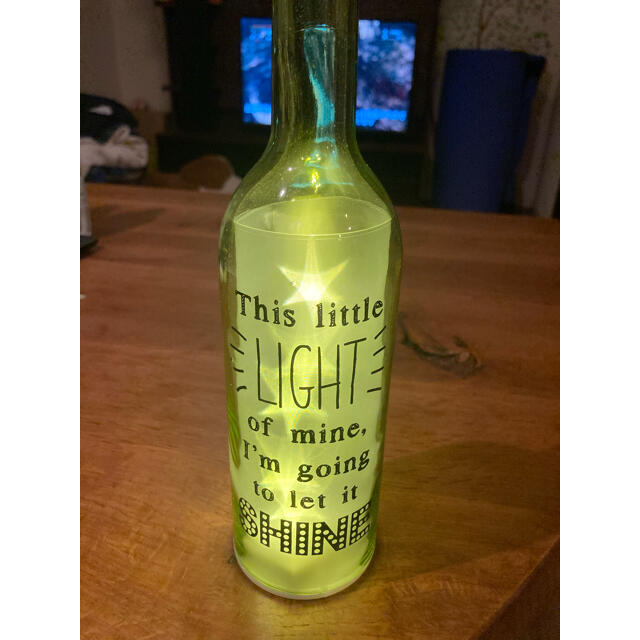 This little
LIGHT
of mine,
I'm going
to let it
SHINE